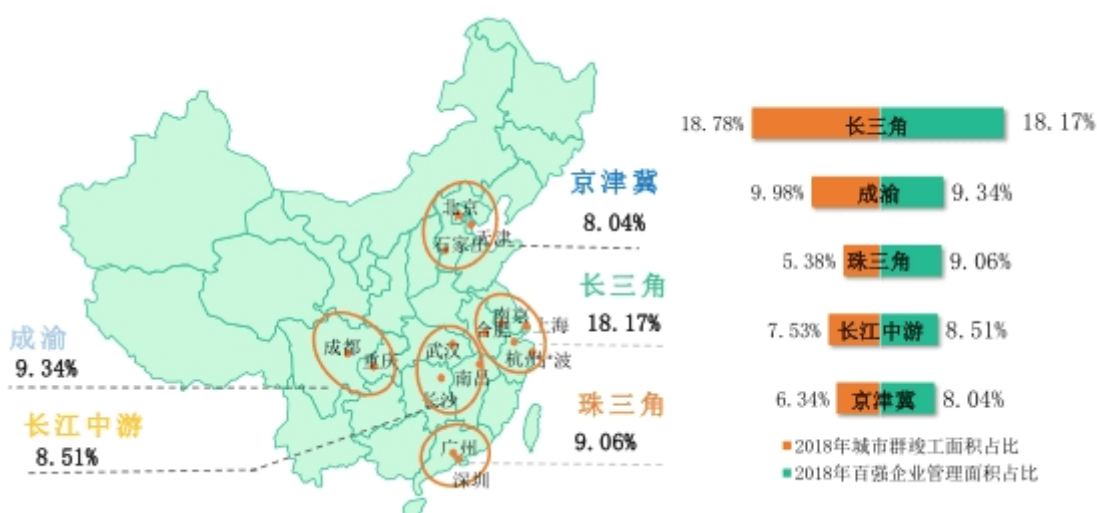 京津冀
8.04%
长三角
18.17%
珠三角
9.06%
成渝
9.34%
长江中游
8.51%
北京
天津
石家庄
南京
上海
合肥
杭州
宁波
成都
重庆
武汉
南昌
长沙
广州
深圳
18.78% 长三角 18.17%
9.98% 成渝 9.34%
5.38% 珠三角 9.06%
7.53% 长江中游 8.51%
6.34% 京津冀 8.04%
2018年城市群竣工面积占比
2018年百强企业管理面积占比